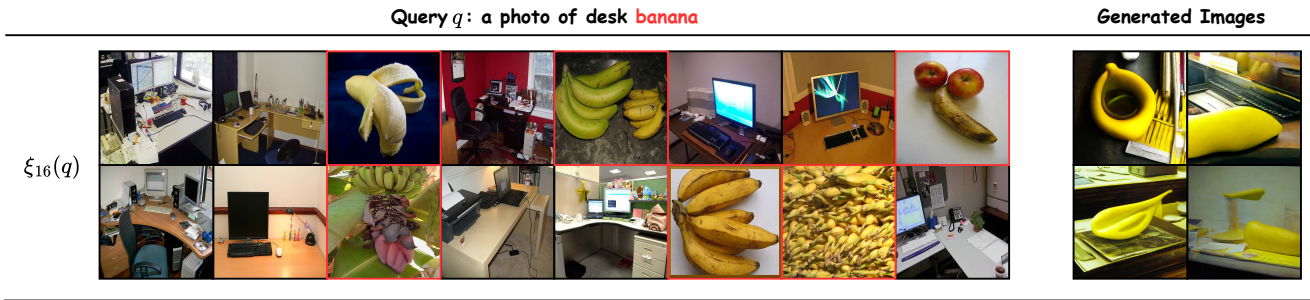 Query q: a photo of desk banana
Generated Images
ξ₁₆(q)